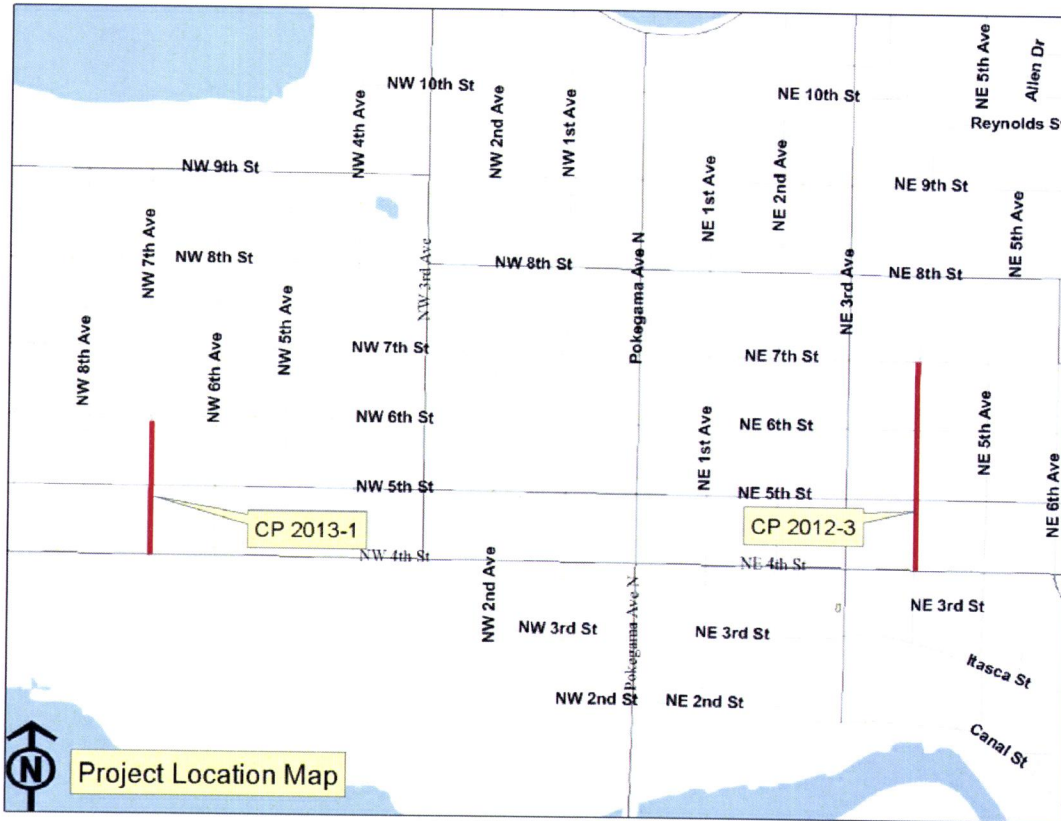 NW 10th St
NE 10th St
NE 5th Ave
Allen Dr
Reynolds St
NW 4th Ave
NW 2nd Ave
NW 1st Ave
NW 9th St
NE 1st Ave
NE 2nd Ave
NE 9th St
NE 5th Ave
NW 7th Ave
NW 8th St
NW 3rd Ave
NW 8th St
Pokegama Ave N
NE 3rd Ave
NE 8th St
NW 8th Ave
NW 6th Ave
NW 5th Ave
NW 7th St
NE 7th St
NW 6th St
NE 1st Ave
NE 6th St
NE 5th Ave
NE 6th Ave
NW 5th St
NE 5th St
CP 2013-1
CP 2012-3
NW 4th St
NE 4th St
NW 2nd Ave
NW 3rd St
Pokegama Ave N
NE 3rd St
NE 3rd St
Itasca St
NW 2nd St
NE 2nd St
Canal St
N
Project Location Map